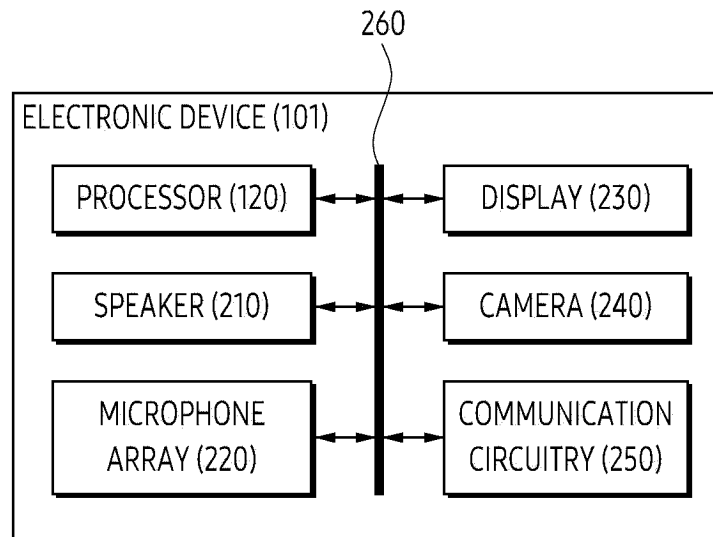 260
ELECTRONIC DEVICE (101)
PROCESSOR (120)
DISPLAY (230)
SPEAKER (210)
CAMERA (240)
MICROPHONE
ARRAY (220)
COMMUNICATION
CIRCUITRY (250)